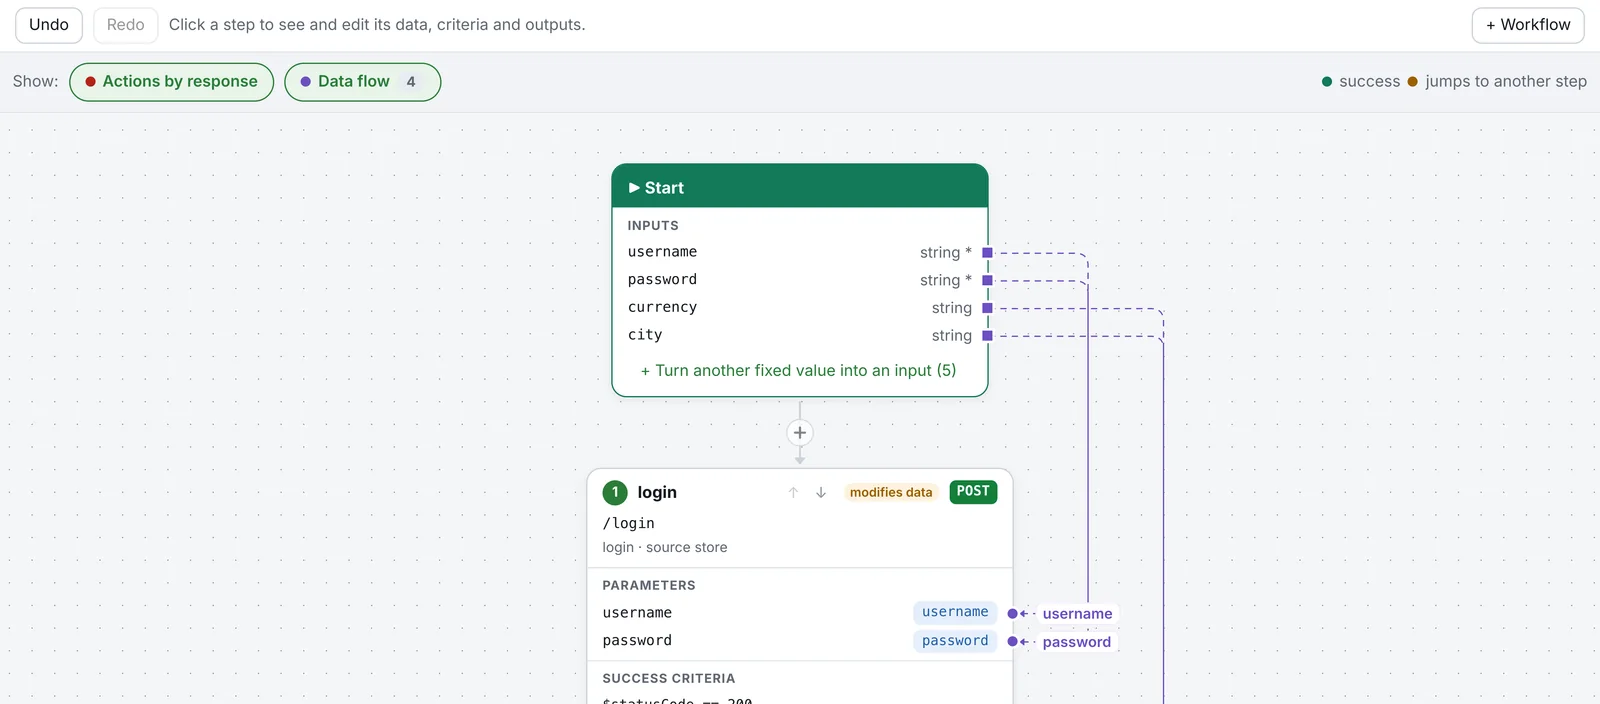 Undo Redo Click a step to see and edit its data, criteria and outputs. + Workflow
Show: Actions by response Data flow 4 success jumps to another step
Start
INPUTS
username string *
password string *
currency string
city string
+ Turn another fixed value into an input (5)
+
1 login ↑ ↓ modifies data POST
/login
login · source store
PARAMETERS
username username username
password password password
SUCCESS CRITERIA
$statusCode == 200